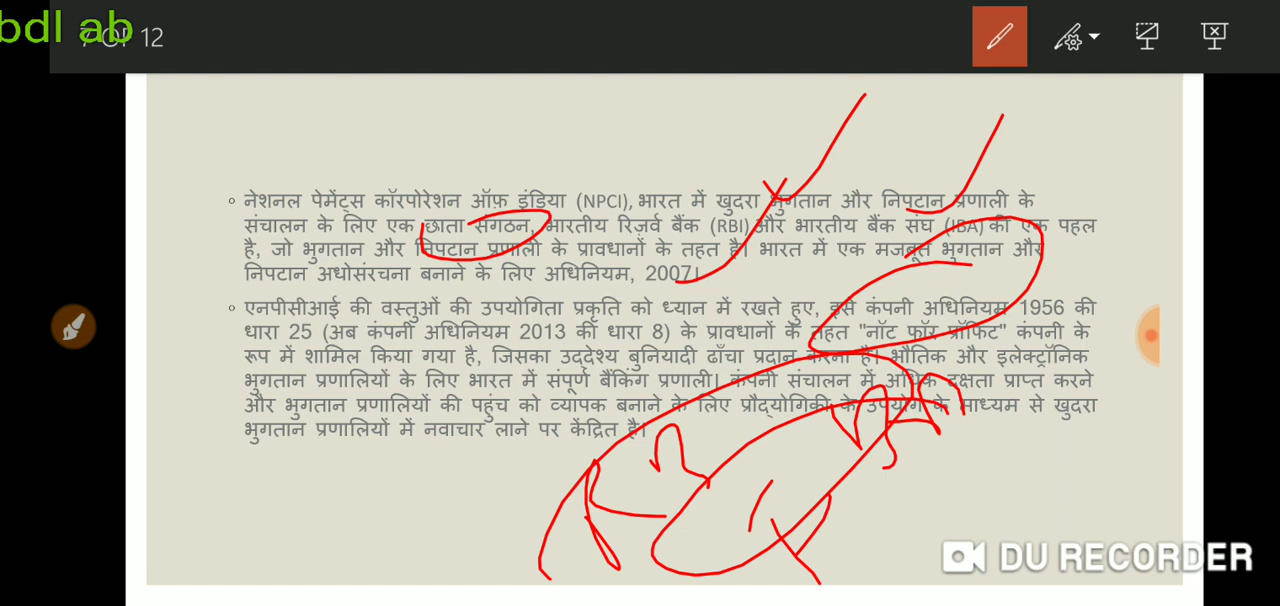 bdl ab
7 OF 12
नेशनल पेमेंट्स कॉरपोरेशन ऑफ़ इंडिया (NPCI), भारत में खुदरा भुगतान और निपटान प्रणाली के
संचालन के लिए एक छाता संगठन, भारतीय रिज़र्व बैंक (RBI) और भारतीय बैंक संघ (IBA) की एक पहल
है, जो भुगतान और निपटान प्रणाली के प्रावधानों के तहत है। भारत में एक मजबूत भुगतान और
निपटान अधोसंरचना बनाने के लिए अधिनियम, 2007।
एनपीसीआई की वस्तुओं की उपयोगिता प्रकृति को ध्यान में रखते हुए, इसे कंपनी अधिनियम 1956 की
धारा 25 (अब कंपनी अधिनियम 2013 की धारा 8) के प्रावधानों के तहत "नॉट फॉर प्रॉफिट" कंपनी के
रूप में शामिल किया गया है, जिसका उद्देश्य बुनियादी ढाँचा प्रदान करना है। भौतिक और इलेक्ट्रॉनिक
भुगतान प्रणालियों के लिए भारत में संपूर्ण बैंकिंग प्रणाली। कंपनी संचालन में अधिक दक्षता प्राप्त करने
और भुगतान प्रणालियों की पहुंच को व्यापक बनाने के लिए प्रौद्योगिकी के उपयोग के माध्यम से खुदरा
भुगतान प्रणालियों में नवाचार लाने पर केंद्रित है।
DU RECORDER